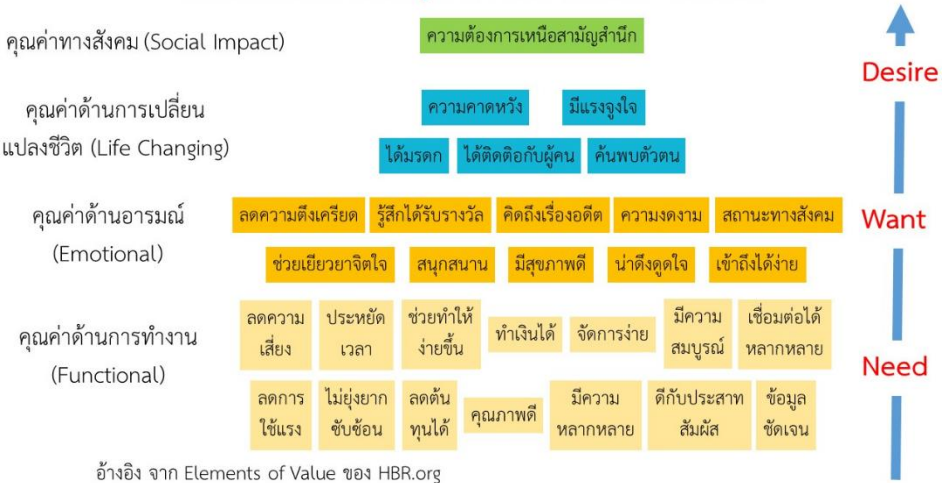 คุณค่าทางสังคม (Social Impact)
ความต้องการเหนือสามัญสำนึก
Desire
คุณค่าด้านการเปลี่ยน
แปลงชีวิต (Life Changing)
ความคาดหวัง
มีแรงจูงใจ
ได้มรดก
ได้ติดติอกับผู้คน
ค้นพบตัวตน
คุณค่าด้านอารมณ์
(Emotional)
ลดความตึงเครียด
รู้สึกได้รับรางวัล
คิดถึงเรื่องอดีต
ความงดงาม
สถานะทางสังคม
Want
ช่วยเยียวยาจิตใจ
สนุกสนาน
มีสุขภาพดี
น่าดึงดูดใจ
เข้าถึงได้ง่าย
คุณค่าด้านการทำงาน
(Functional)
ลดความ
เสี่ยง
ประหยัด
เวลา
ช่วยทำให้
ง่ายขึ้น
ทำเงินได้
จัดการง่าย
มีความ
สมบูรณ์
เชื่อมต่อได้
หลากหลาย
Need
ลดการ
ใช้แรง
ไม่ยุ่งยาก
ซับซ้อน
ลดต้น
ทุนได้
คุณภาพดี
มีความ
หลากหลาย
ดีกับประสาท
สัมผัส
ข้อมูล
ชัดเจน
อ้างอิง จาก Elements of Value ของ HBR.org